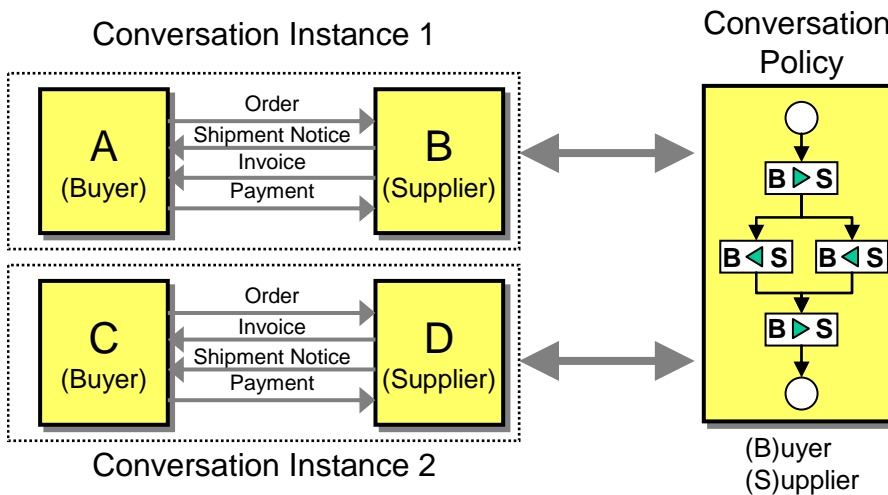 Conversation Instance 1
A
(Buyer)
Order
Shipment Notice
Invoice
Payment
B
(Supplier)
C
(Buyer)
Order
Invoice
Shipment Notice
Payment
D
(Supplier)
Conversation Instance 2
Conversation
Policy
B S
B S
B S
B S
(B)uyer
(S)upplier